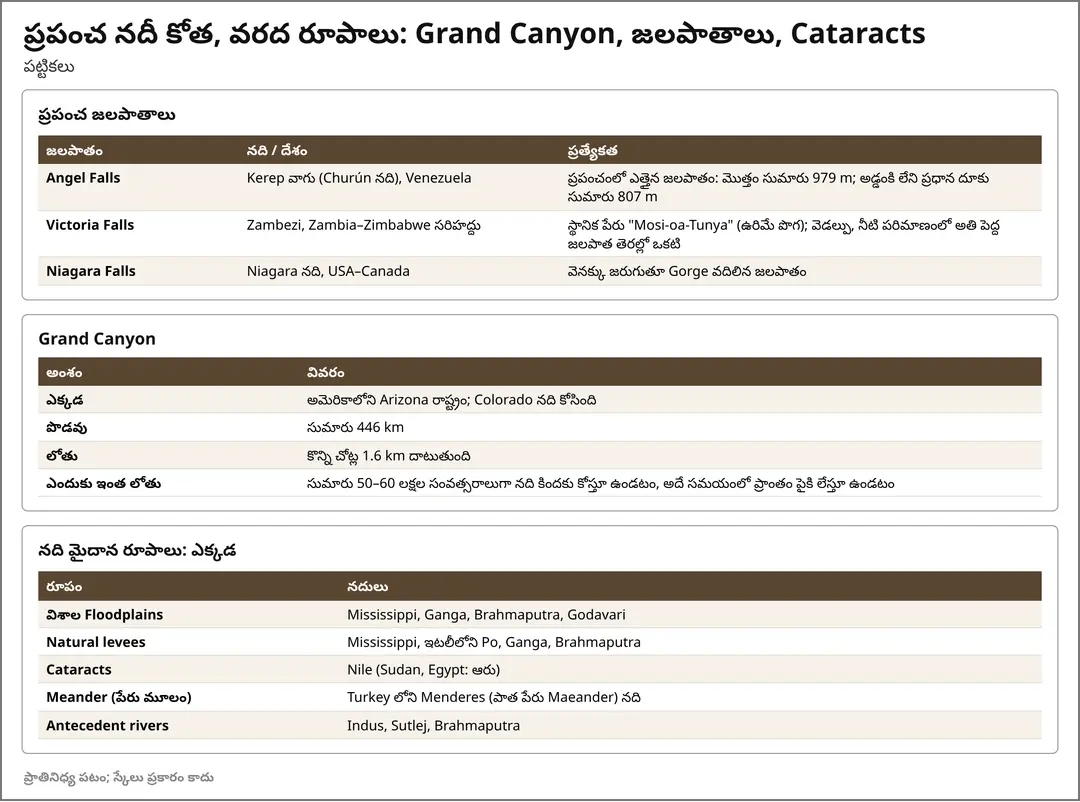 ప్రపంచ నదీ కోత, వరద రూపాలు: Grand Canyon, జలపాతాలు, Cataracts
పట్టికలు
ప్రపంచ జలపాతాలు
జలపాతం నది / దేశం ప్రత్యేకత
Angel Falls Kerep వాగు (Churún నది), Venezuela ప్రపంచంలో ఎత్తైన జలపాతం: మొత్తం సుమారు 979 m; అడ్డంకి లేని ప్రధాన దూకు
సుమారు 807 m
Victoria Falls Zambezi, Zambia–Zimbabwe సరిహద్దు స్థానిక పేరు "Mosi-oa-Tunya" (ఉరిమే పొగ); వెడల్పు, నీటి పరిమాణంలో అతి పెద్ద
జలపాత తెరల్లో ఒకటి
Niagara Falls Niagara నది, USA–Canada వెనక్కు జరుగుతూ Gorge వదిలిన జలపాతం
Grand Canyon
అంశం వివరం
ఎక్కడ అమెరికాలోని Arizona రాష్ట్రం; Colorado నది కోసింది
పొడవు సుమారు 446 km
లోతు కొన్ని చోట్ల 1.6 km దాటుతుంది
ఎందుకు ఇంత లోతు సుమారు 50–60 లక్షల సంవత్సరాలుగా నది కిందకు కోస్తూ ఉండటం, అదే సమయంలో ప్రాంతం పైకి లేస్తూ ఉండటం
నది మైదాన రూపాలు: ఎక్కడ
రూపం నదులు
విశాల Floodplains Mississippi, Ganga, Brahmaputra, Godavari
Natural levees Mississippi, ఇటలీలోని Po, Ganga, Brahmaputra
Cataracts Nile (Sudan, Egypt: ఆరు)
Meander (పేరు మూలం) Turkey లోని Menderes (పాత పేరు Maeander) నది
Antecedent rivers Indus, Sutlej, Brahmaputra
ప్రాతినిధ్య పటం; స్కేలు ప్రకారం కాదు